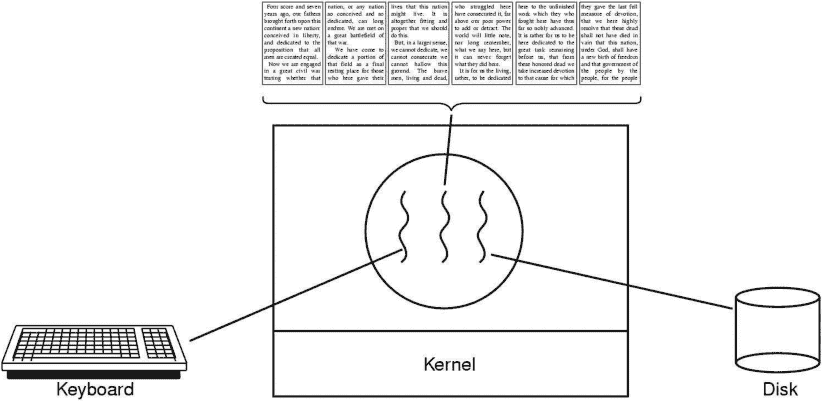 Four score and seven
years ago, our fathers
brought forth upon this
continent a new nation:
conceived in liberty,
and dedicated to the
proposition that all
men are created equal.
Now we are engaged
in a great civil war
testing whether that
nation, or any nation
so conceived and so
dedicated, can long
endure. We are met on
a great battlefield of
that war.
We have come to
dedicate a portion of
that field as a final
resting place for those
who here gave their
lives that this nation
might live. It is
altogether fitting and
proper that we should
do this.
But, in a larger sense,
we cannot dedicate, we
cannot consecrate we
cannot hallow this
ground. The brave
men, living and dead,
who struggled here
have consecrated it, far
above our poor power
to add or detract. The
world will little note,
nor long remember,
what we say here, but
it can never forget
what they did here.
It is for us the living,
rather, to be dedicated
here to the unfinished
work which they who
fought here have thus
far so nobly advanced.
It is rather for us to be
here dedicated to the
great task remaining
before us, that from
these honored dead we
take increased devotion
to that cause for which
they gave the last full
measure of devotion,
that we here highly
resolve that these dead
shall not have died in
vain that this nation,
under God, shall have
a new birth of freedom
and that government of
the people by the
people, for the people
Kernel
Keyboard
Disk